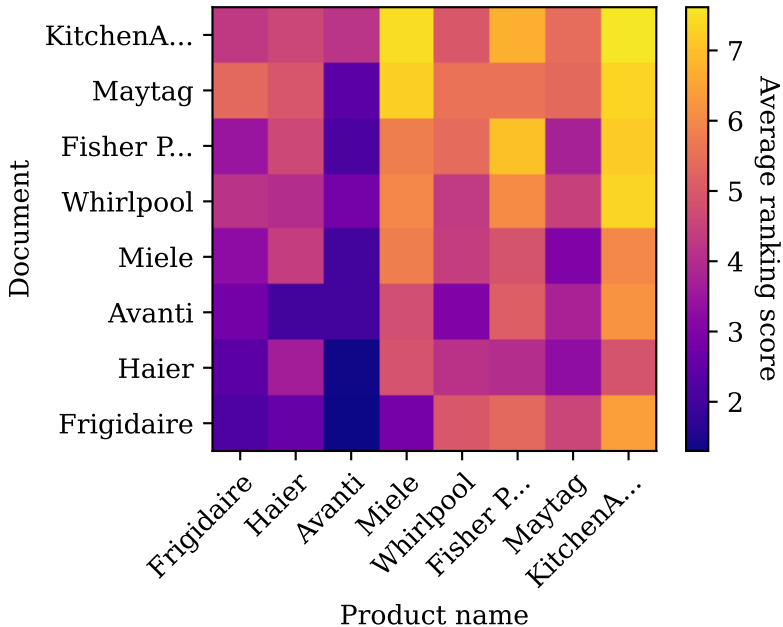 Document
KitchenA...
Maytag
Fisher P...
Whirlpool
Miele
Avanti
Haier
Frigidaire
Frigidaire
Haier
Avanti
Miele
Whirlpool
Fisher P...
Maytag
KitchenA...
Product name
7
6
5
4
3
2
Average ranking score